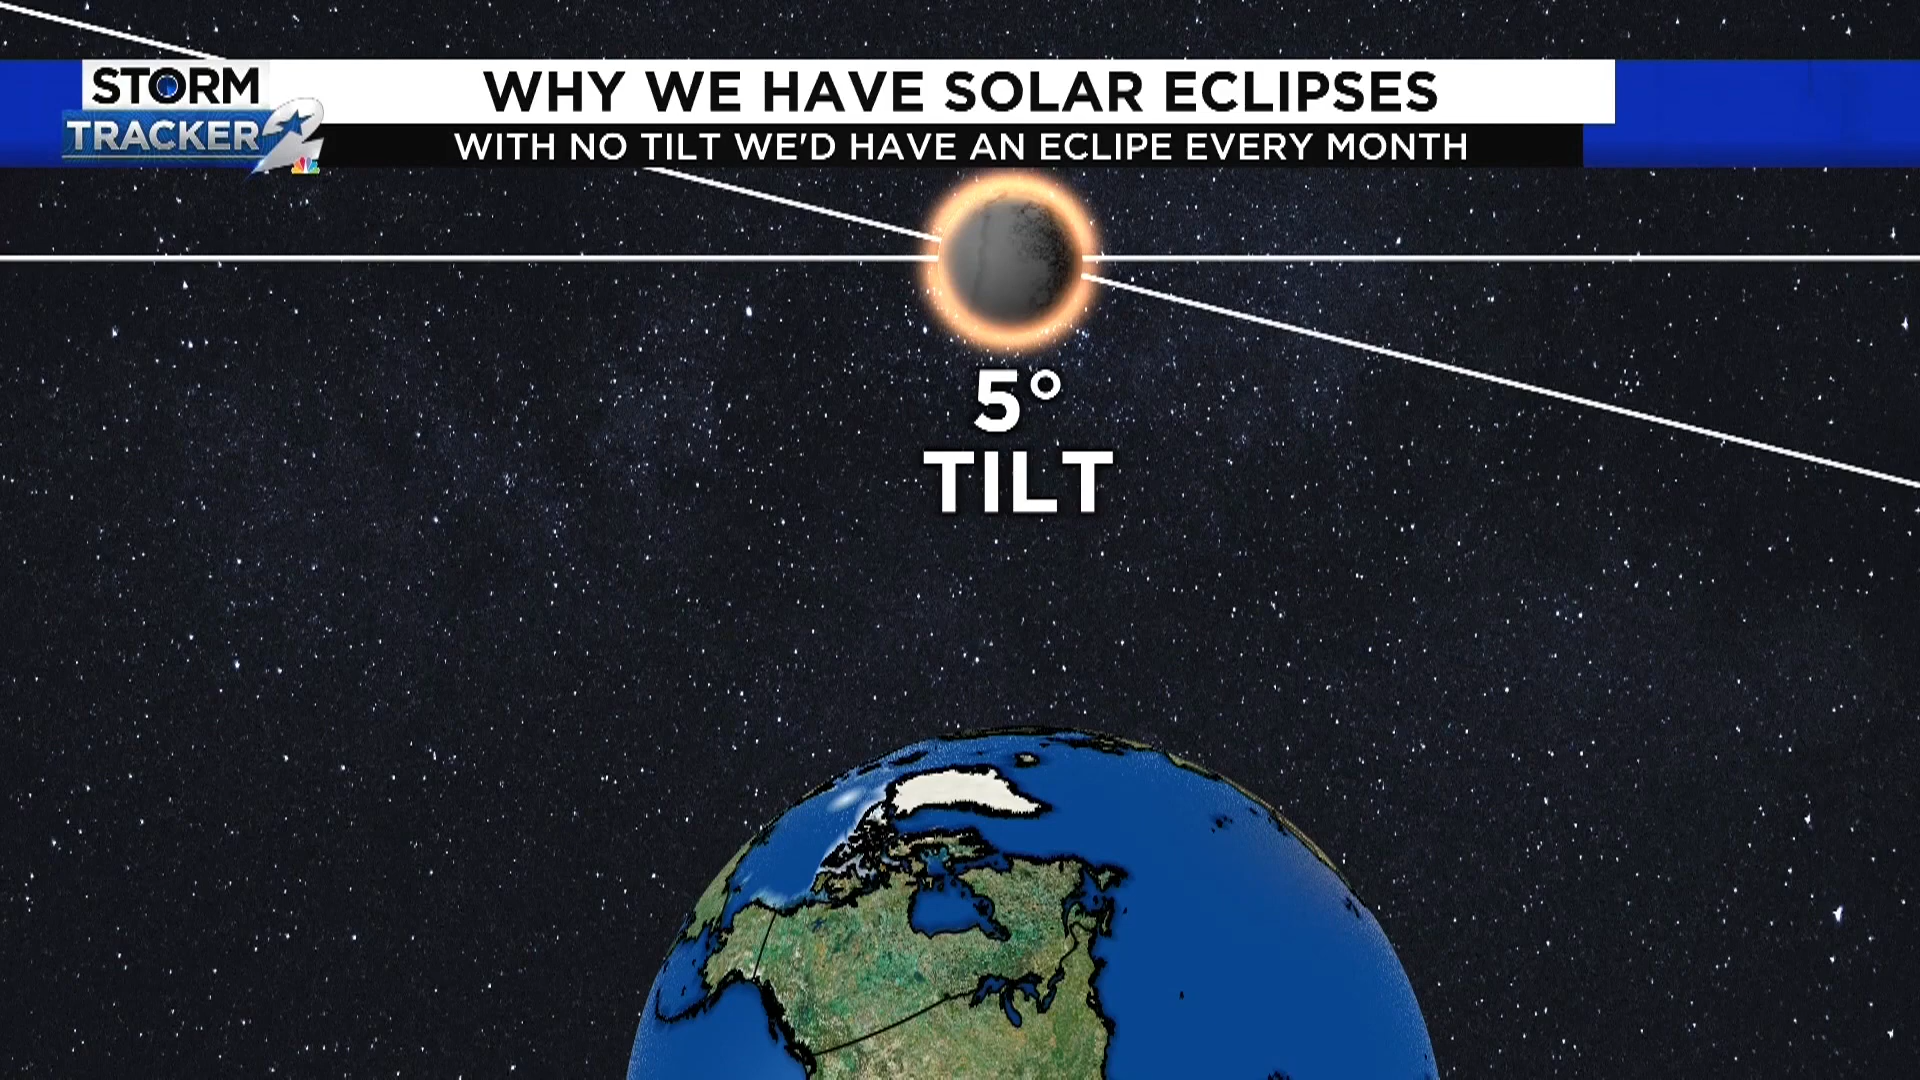 STORM
TRACKER 2
WHY WE HAVE SOLAR ECLIPSES
WITH NO TILT WE'D HAVE AN ECLIPE EVERY MONTH
5°
TILT